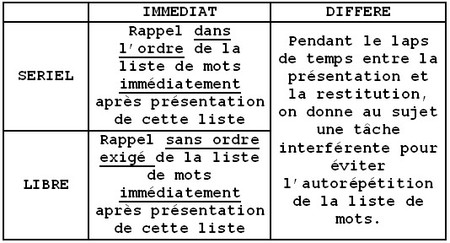 IMMEDIAT
DIFFERE
SERIEL
Rappel dans
l'ordre de la
liste de mots
immédiatement
après présentation
de cette liste
Pendant le laps
de temps entre la
présentation et
la restitution,
on donne au sujet
une tâche
interférente pour
éviter
l'autorépétition
de la liste de
mots.
LIBRE
Rappel sans ordre
exigé de la liste
de mots
immédiatement
après présentation
de cette liste